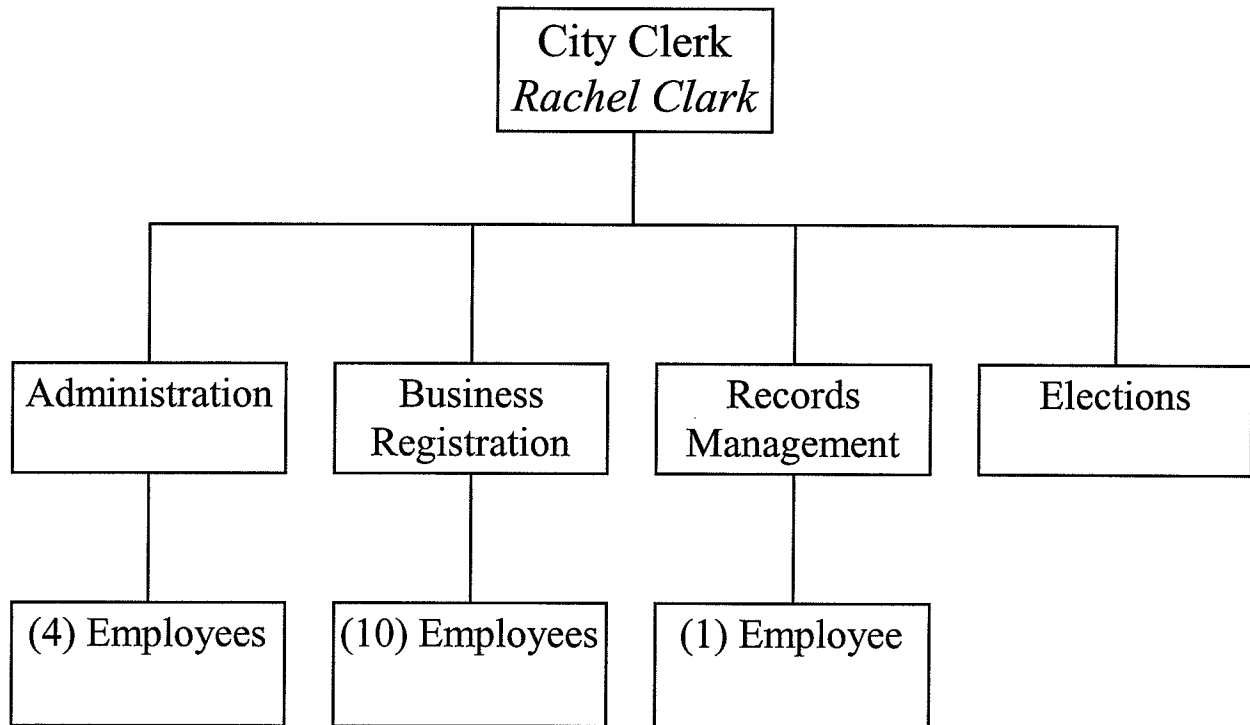 City Clerk
Rachel Clark
Administration
Business
Registration
Records
Management
Elections
(4) Employees
(10) Employees
(1) Employee